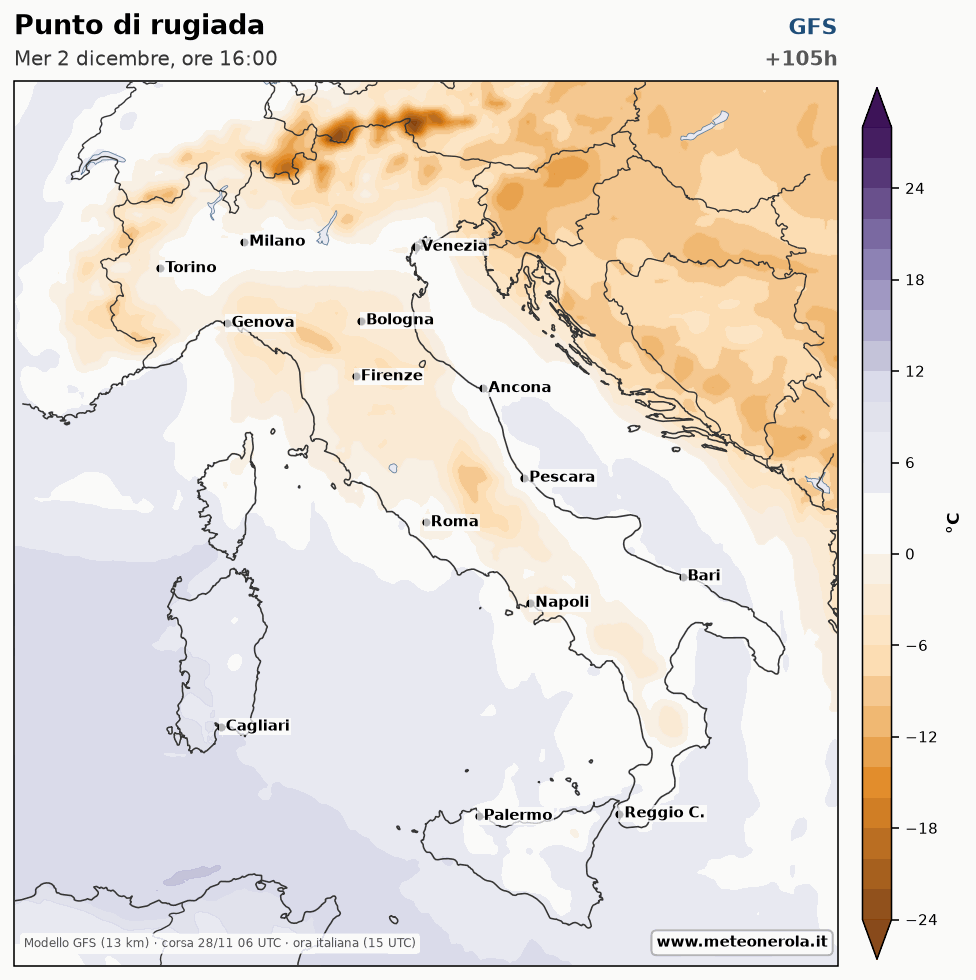 Punto di rugiada
GFS
Mer 2 dicembre, ore 16:00
+105h
Milano
Venezia
Torino
Genova
Bologna
Firenze
Ancona
Pescara
Roma
Bari
Napoli
Cagliari
Palermo
Reggio C.
24
18
12
6
0
−6
−12
−18
−24
°C
Modello GFS (13 km) · corsa 28/11 06 UTC · ora italiana (15 UTC)
www.meteonerola.it